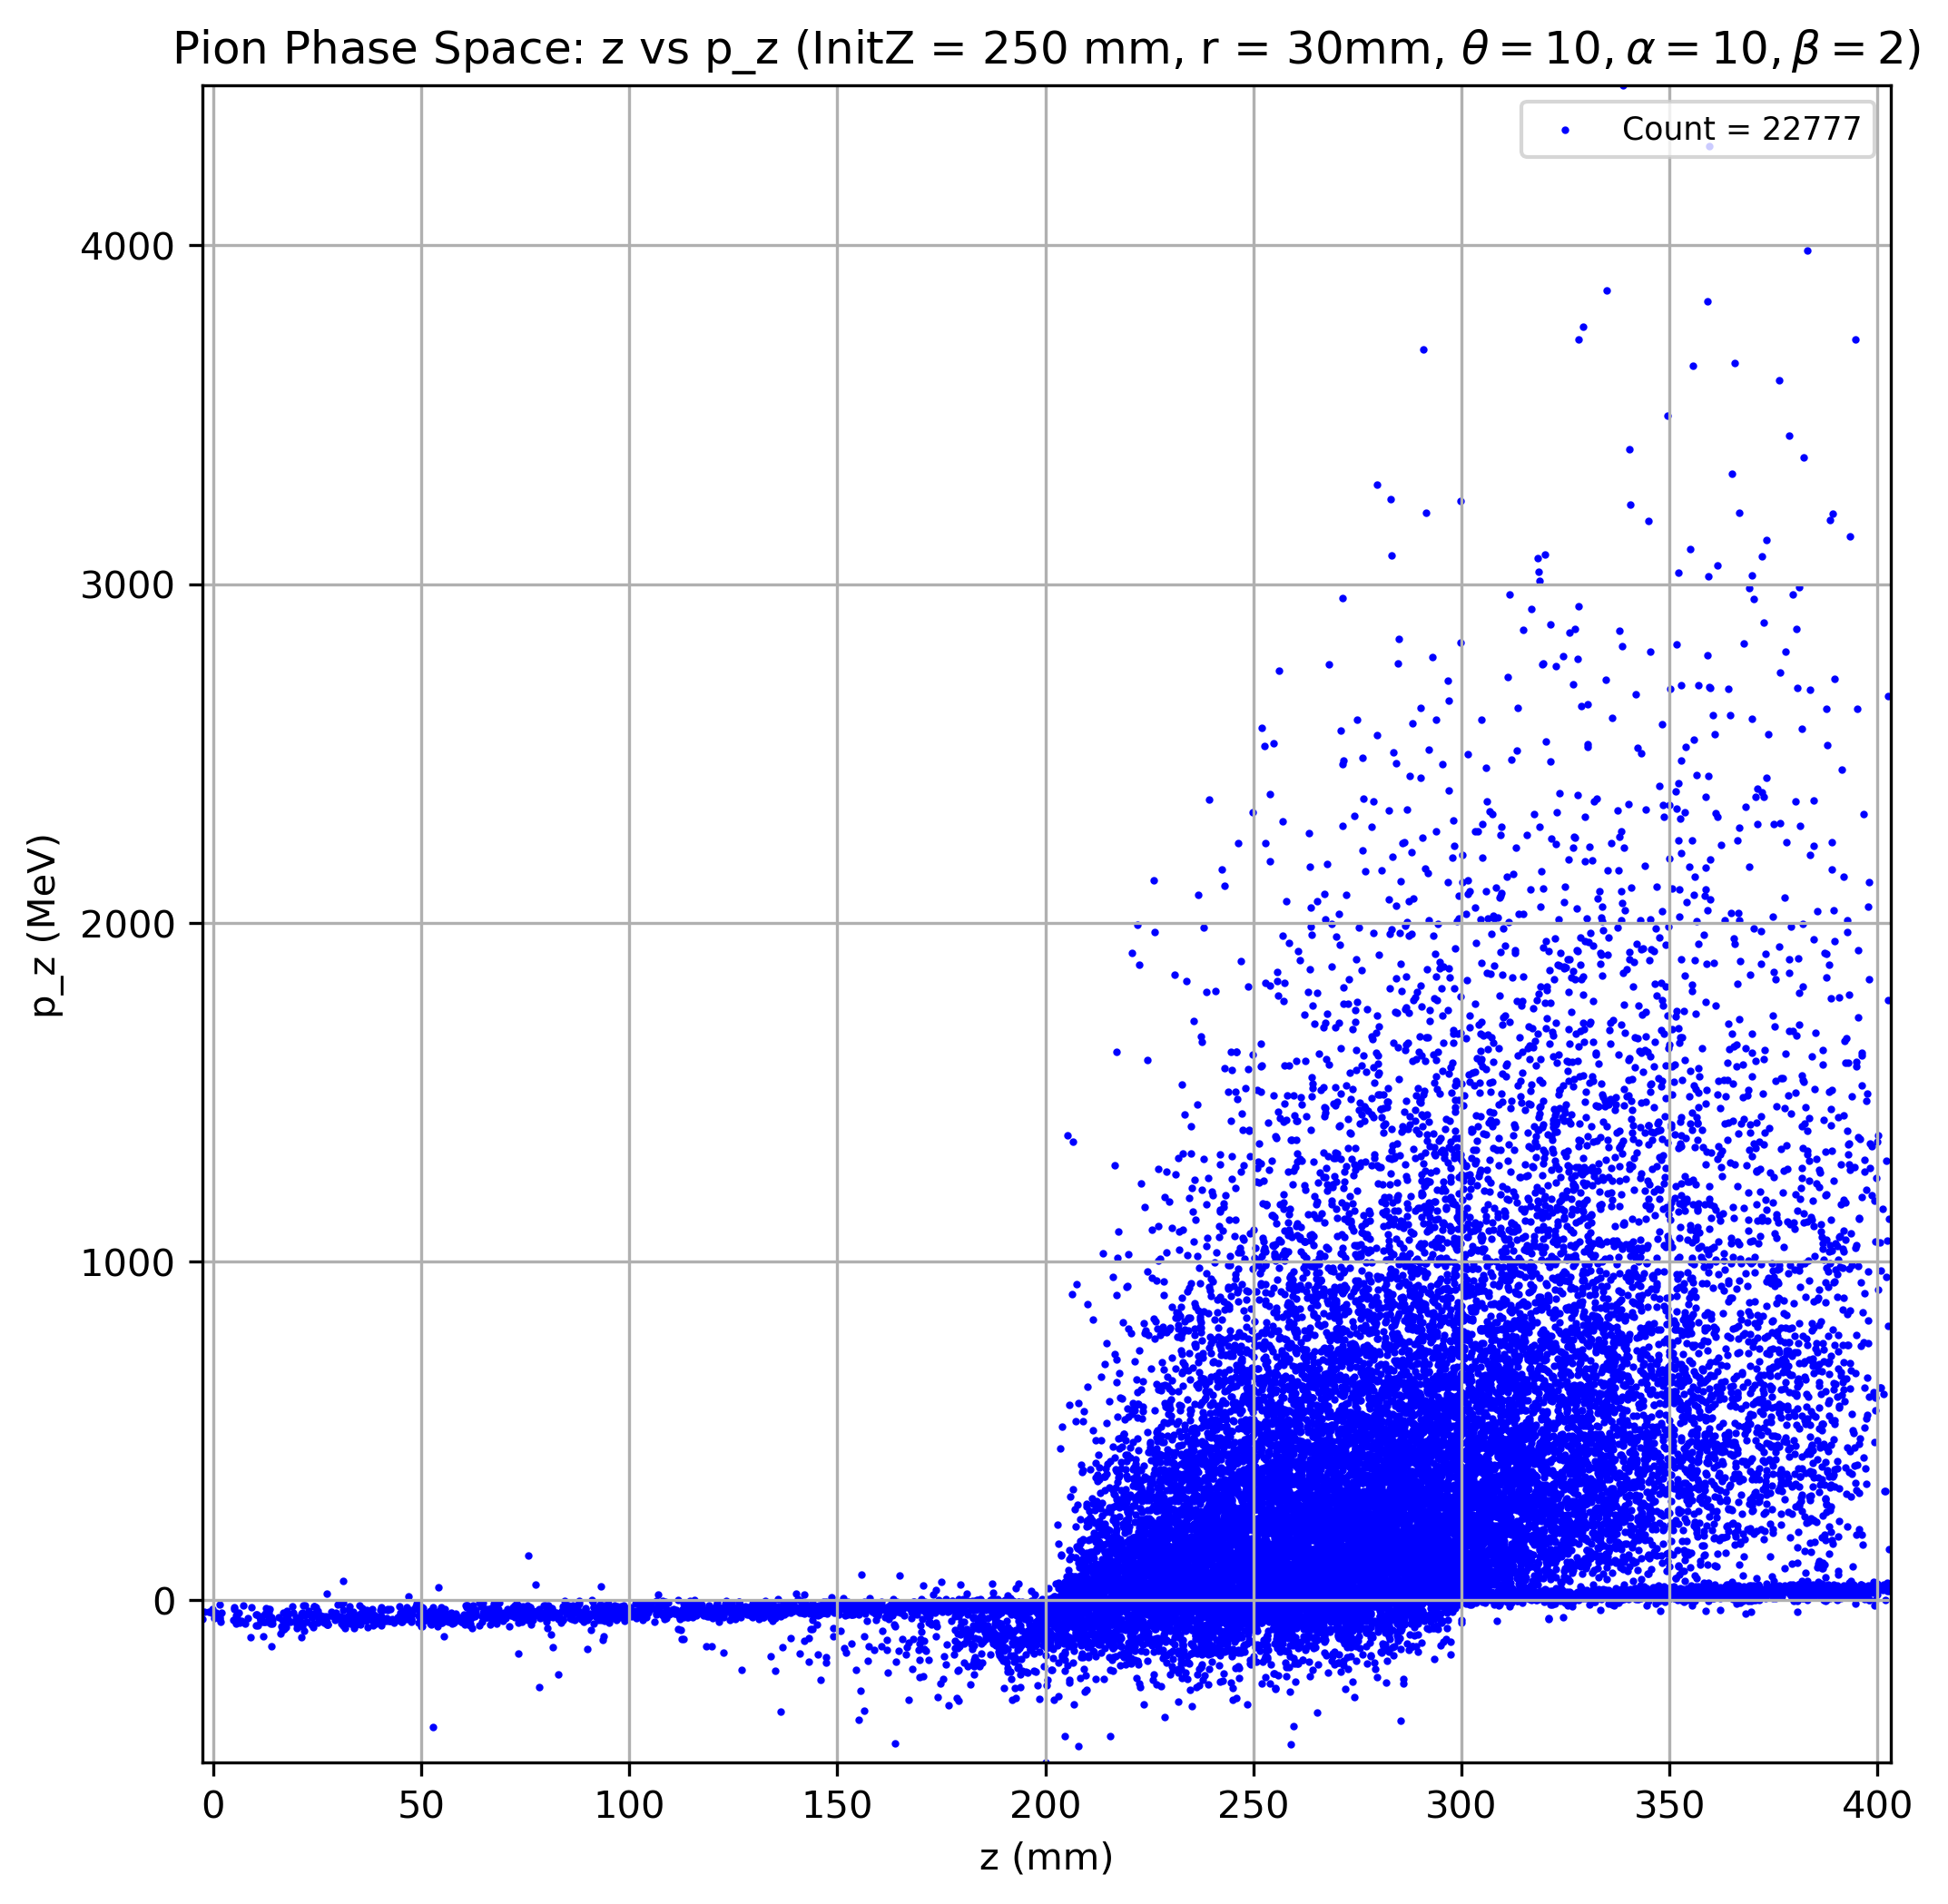 Pion Phase Space: z vs p_z (InitZ = 250 mm, r = 30mm, θ = 10, α = 10, β = 2)
Count = 22777
4000
3000
2000
1000
0
p_z (MeV)
0 50 100 150 200 250 300 350 400
z (mm)